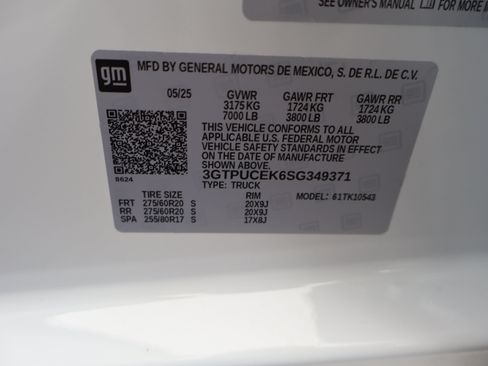 SEE OWNER'S MANUAL FOR MORE
gm
MFD BY GENERAL MOTORS DE MEXICO, S. DE R.L. DE C.V.
05/25 GVWR GAWR FRT GAWR RR
3175 KG 1724 KG 1724 KG
7000 LB 3800 LB 3800 LB
THIS VEHICLE CONFORMS TO ALL
APPLICABLE U.S. FEDERAL MOTOR
VEHICLE SAFETY STANDARDS IN
EFFECT ON THE DATE OF MANUFACTURE
SHOWN ABOVE.
3GTPUCEK6SG349371
TYPE: TRUCK
8624
TIRE SIZE RIM MODEL: 61TK10543
FRT 275/60R20 S 20X9J
RR 275/60R20 S 20X9J
SPA 255/80R17 S 17X8J